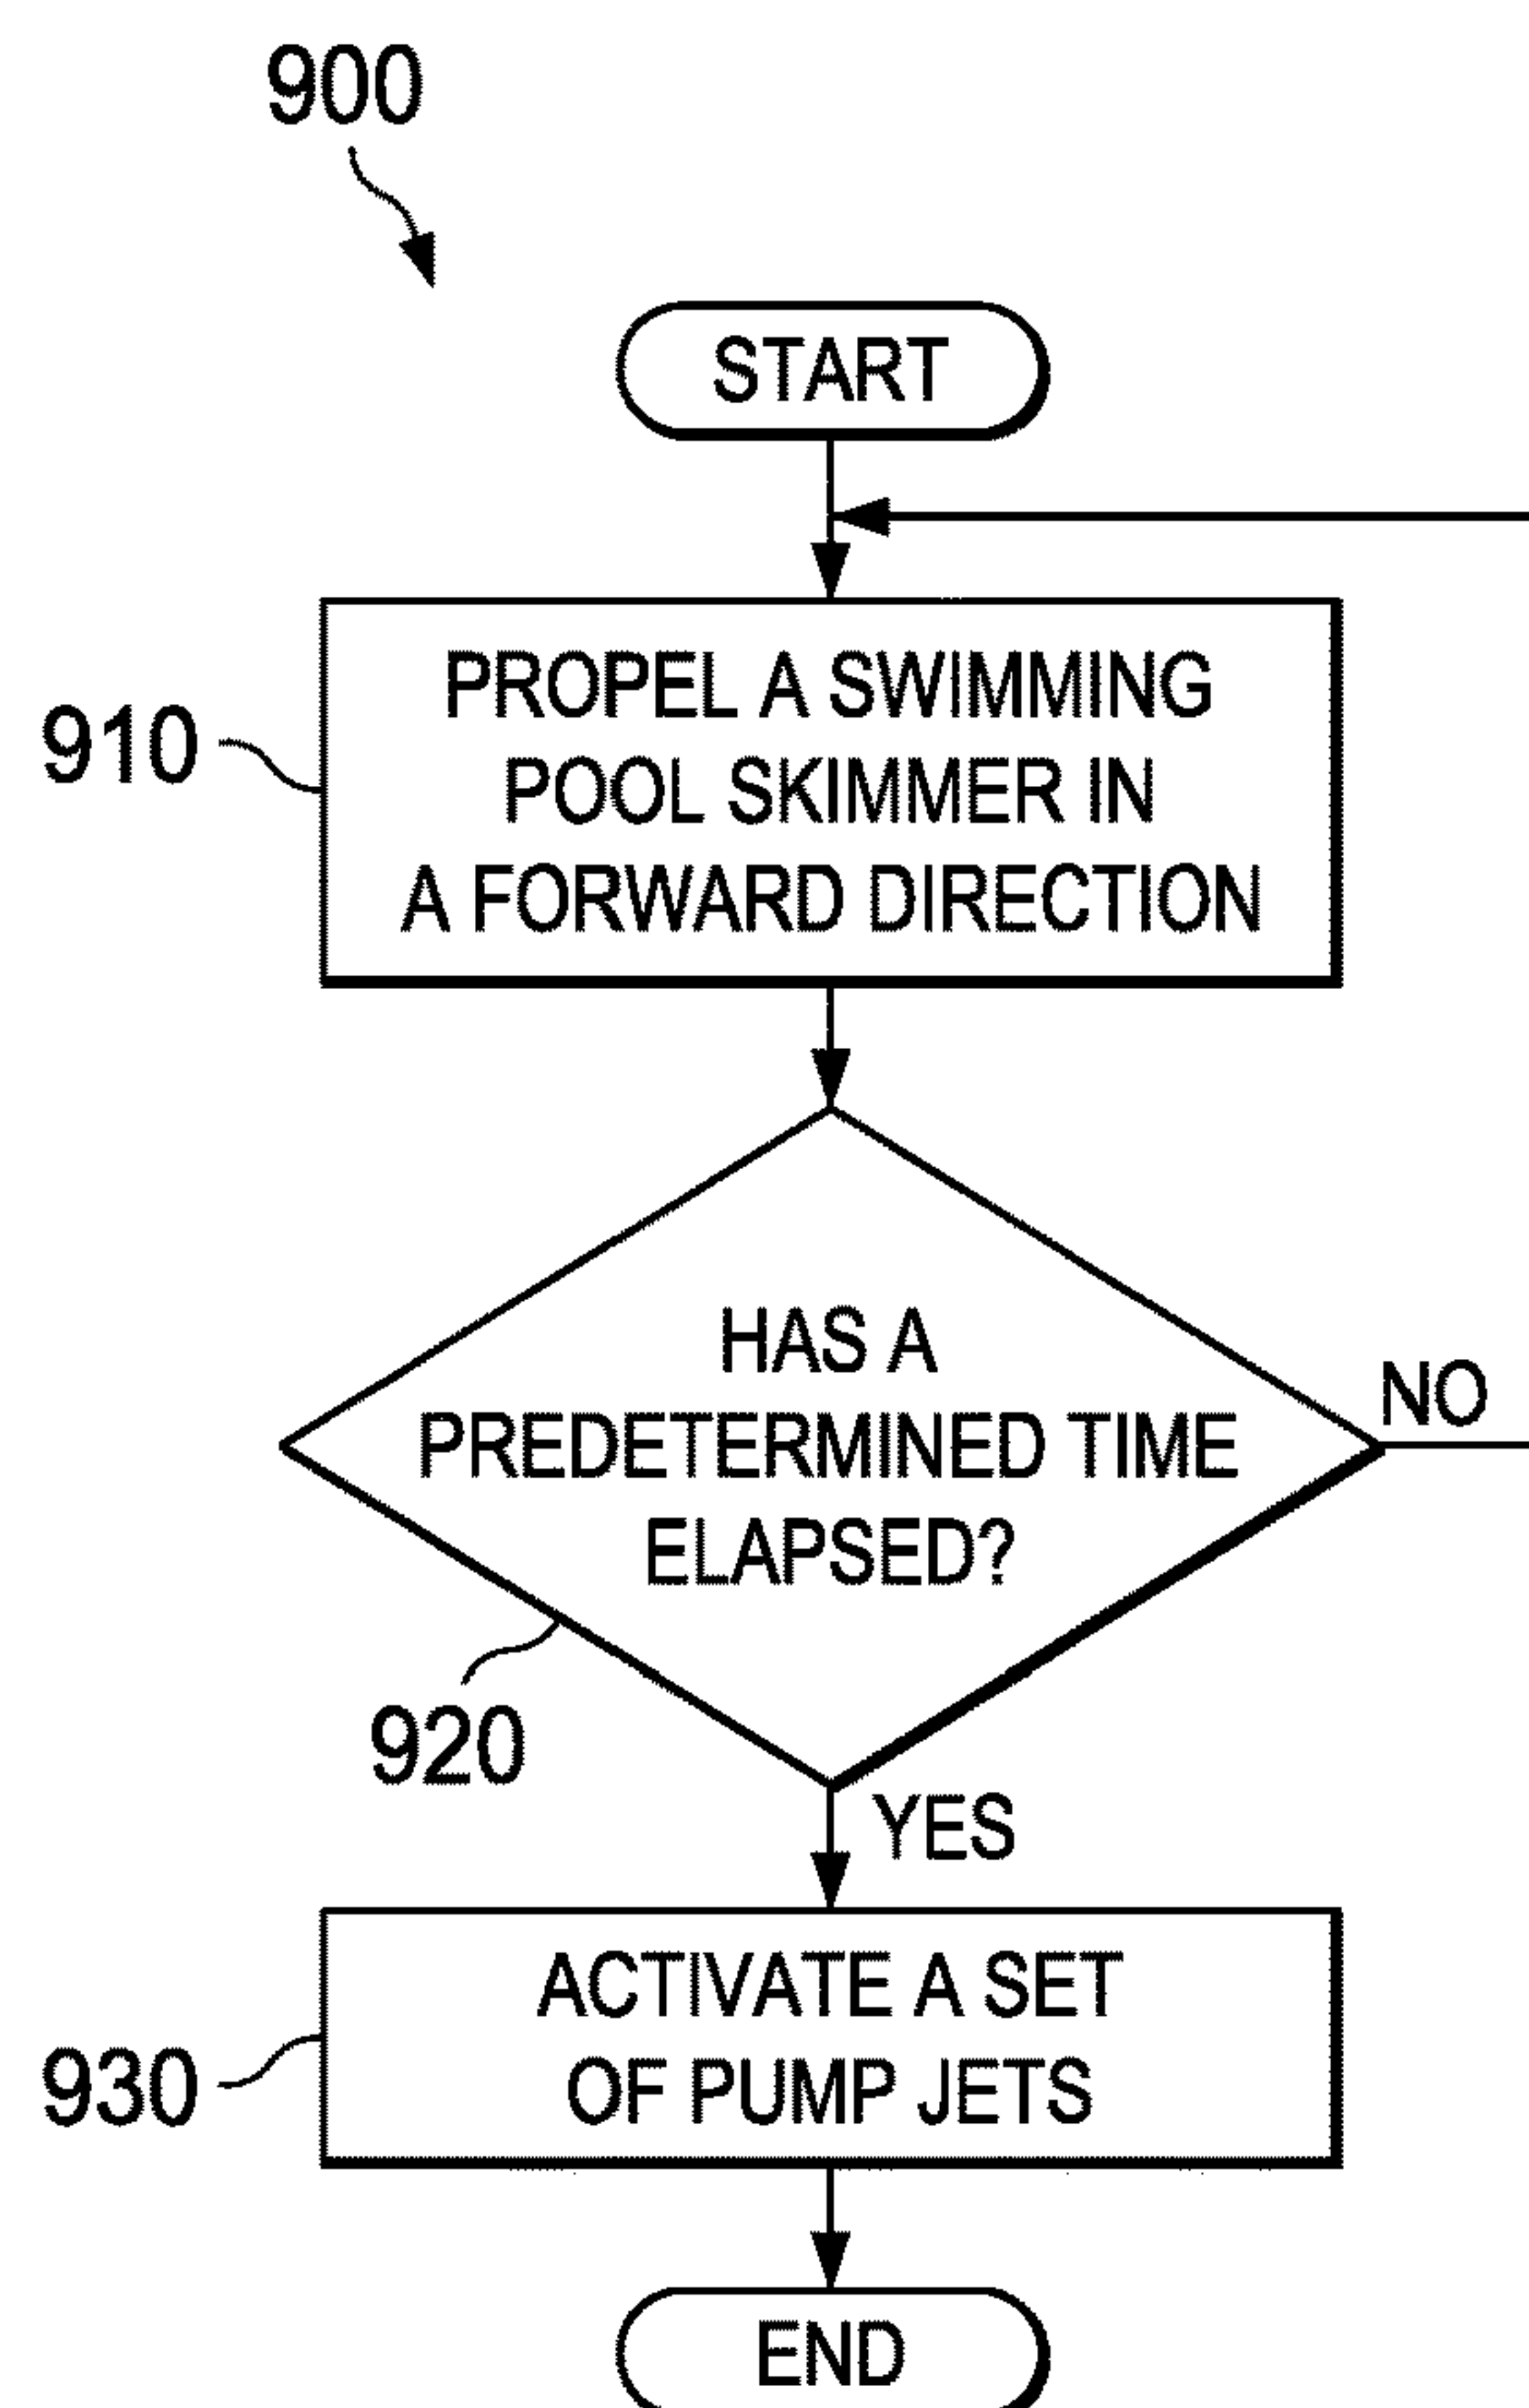 900
START
910
PROPEL A SWIMMING
POOL SKIMMER IN
A FORWARD DIRECTION
HAS A
PREDETERMINED TIME
ELAPSED?
NO
920
YES
930
ACTIVATE A SET
OF PUMP JETS
END